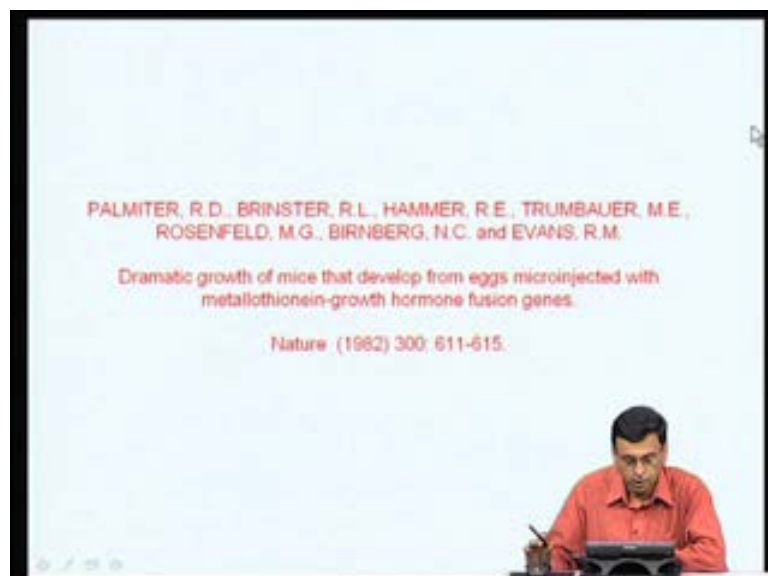 PALMITER, R.D., BRINSTER, R.L., HAMMER, R.E., TRUMBAUER, M.E.,
ROSENFELD, M.G., BIRNBERG, N.C. and EVANS, R.M.
Dramatic growth of mice that develop from eggs microinjected with
metallothionein-growth hormone fusion genes.
Nature (1982) 300: 611-615.